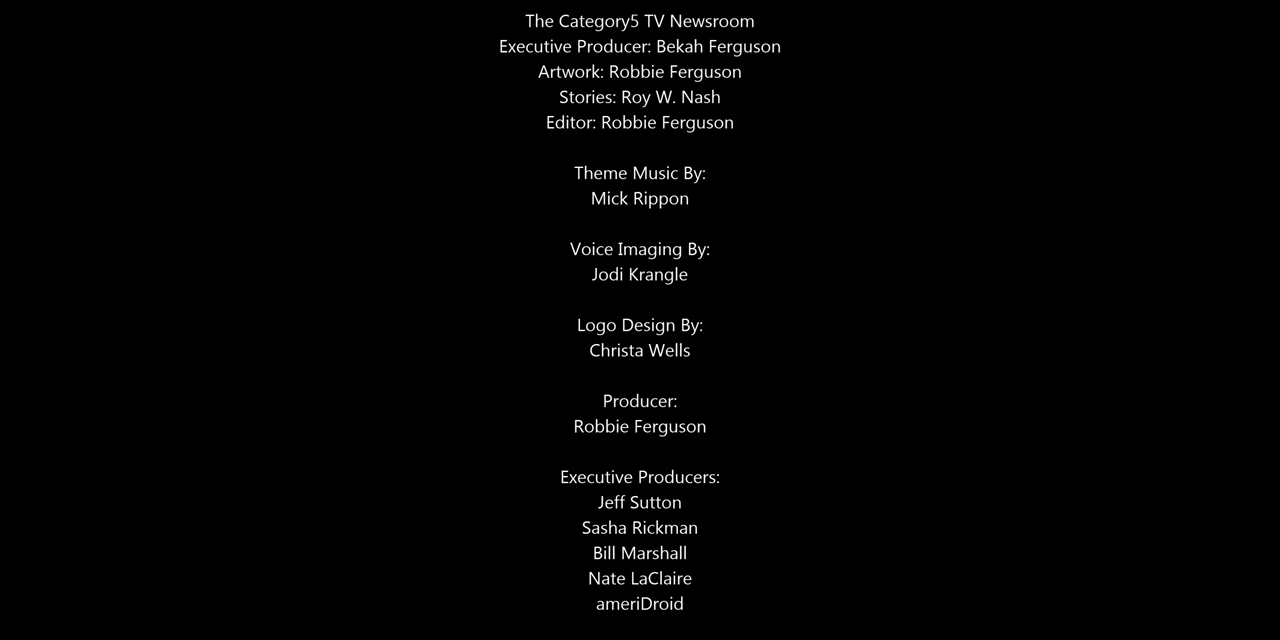 The Category5 TV Newsroom
Executive Producer: Bekah Ferguson
Artwork: Robbie Ferguson
Stories: Roy W. Nash
Editor: Robbie Ferguson
Theme Music By:
Mick Rippon
Voice Imaging By:
Jodi Krangle
Logo Design By:
Christa Wells
Producer:
Robbie Ferguson
Executive Producers:
Jeff Sutton
Sasha Rickman
Bill Marshall
Nate LaClaire
ameriDroid